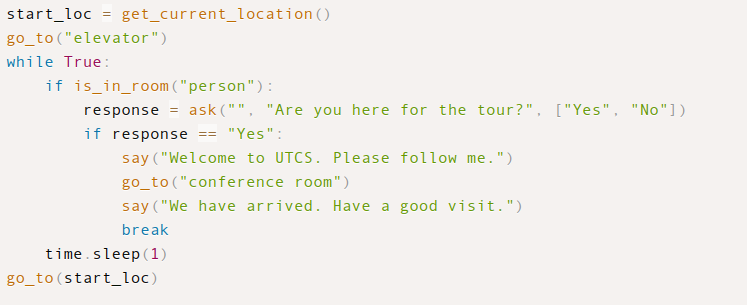 start_loc = get_current_location()
go_to("elevator")
while True:
    if is_in_room("person"):
        response = ask("", "Are you here for the tour?", ["Yes", "No"])
        if response == "Yes":
            say("Welcome to UTCS. Please follow me.")
            go_to("conference room")
            say("We have arrived. Have a good visit.")
            break
    time.sleep(1)
go_to(start_loc)